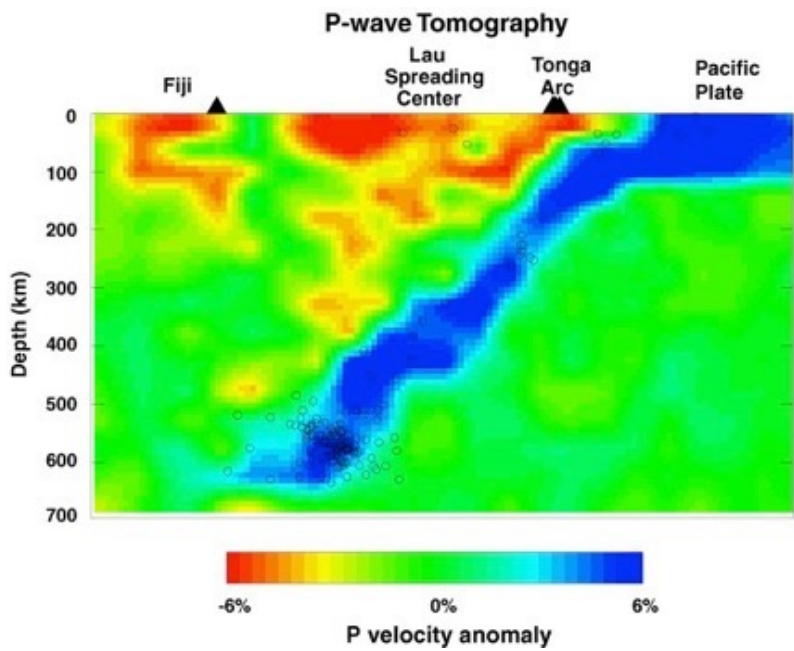 P-wave Tomography
Fiji
Lau
Spreading
Center
Tonga
Arc
Pacific
Plate
Depth (km)
0
100
200
300
400
500
600
700
-6%
0%
6%
P velocity anomaly